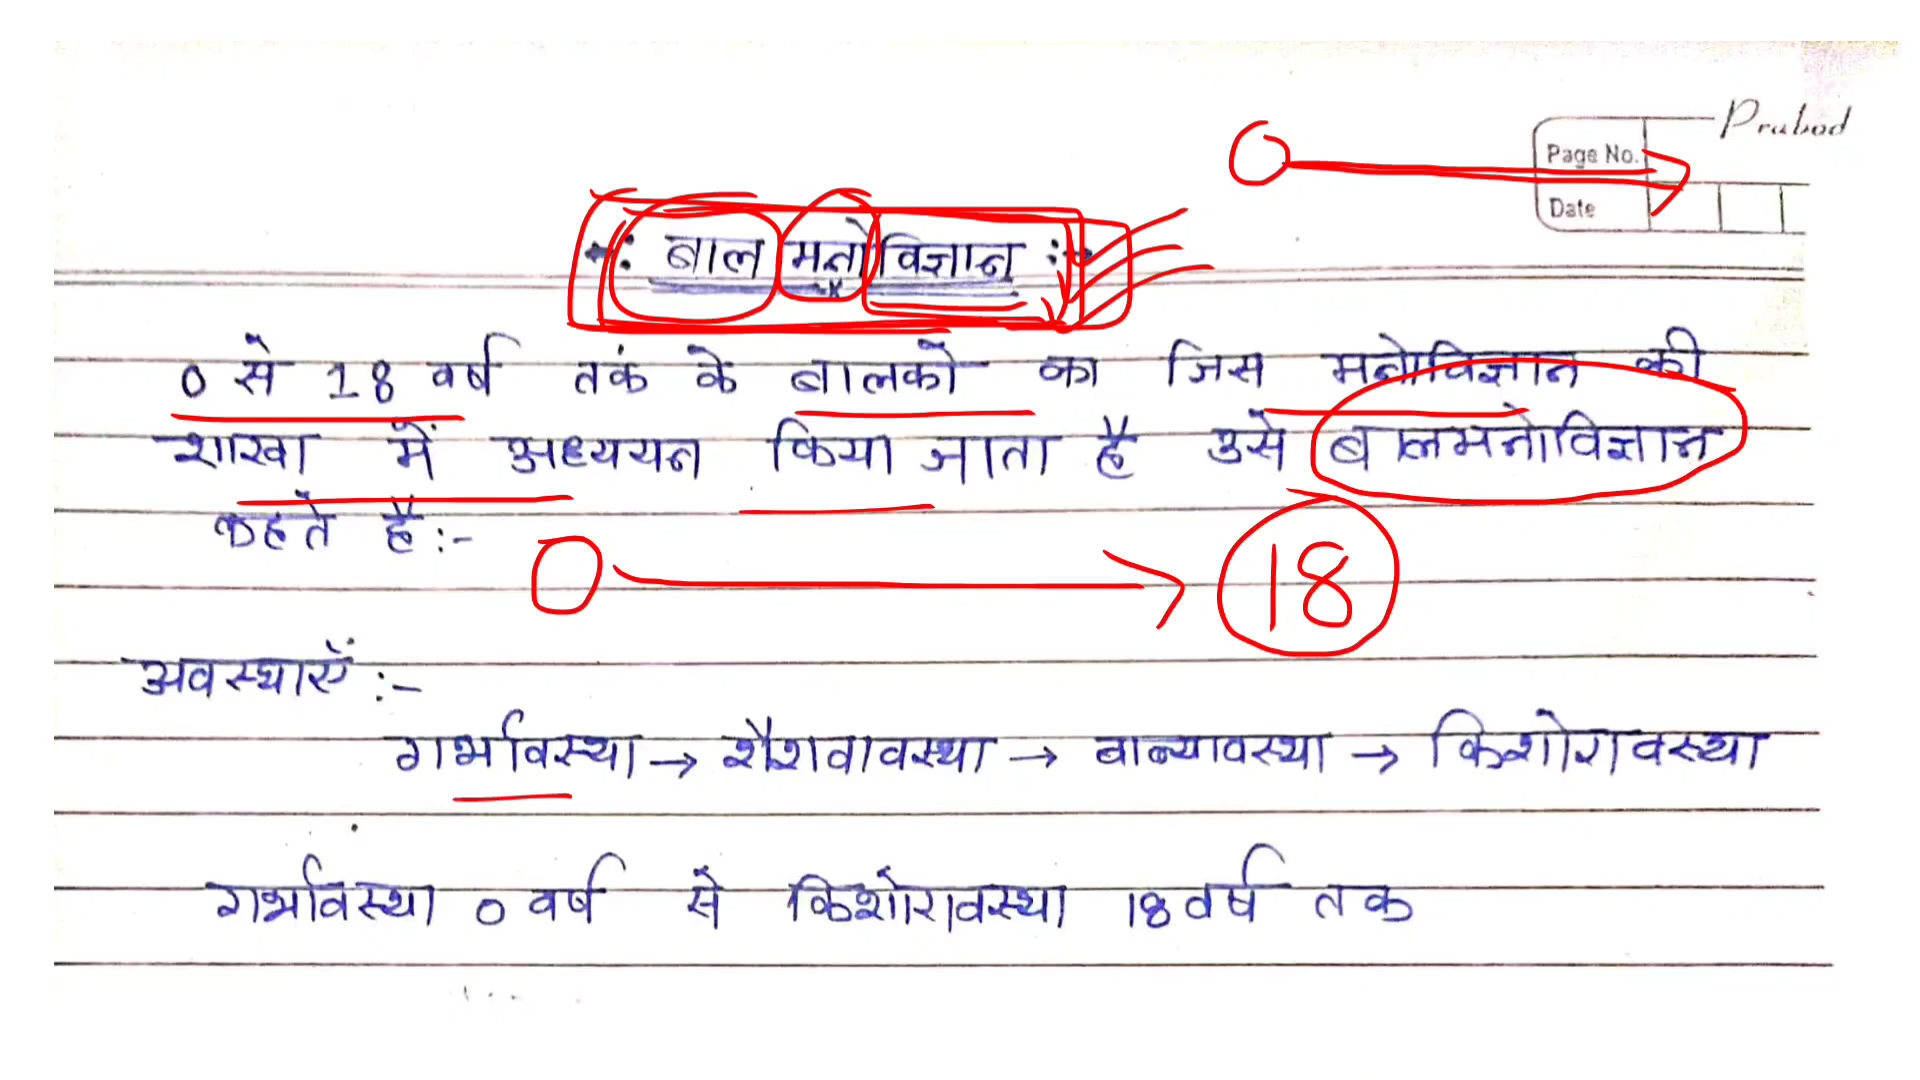 Prabod
Page No.
Date
:बाल मनोविज्ञान:
0 से 18 वर्ष तक के बालको का जिस मनोविज्ञान की
शाखा में अध्ययन किया जाता है उसे बालमनोविज्ञान
कहते है:-
0 → 18
अवस्थाएँ:-
गर्भावस्था → शैशवावस्था → बाल्यावस्था → किशोरावस्था
गर्भावस्था 0 वर्ष से किशोरावस्था 18 वर्ष तक